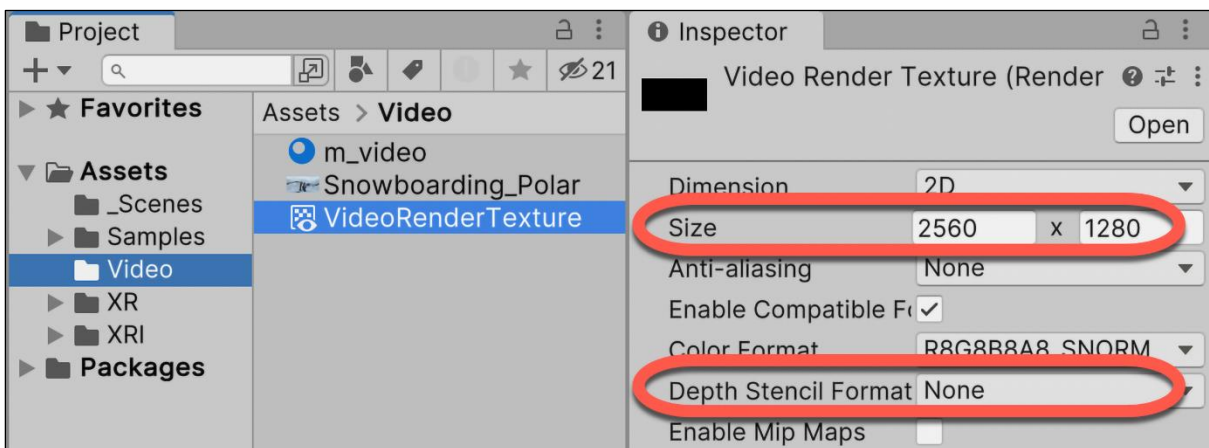 Project
21
Favorites
Assets
_Scenes
Samples
Video
XR
XRI
Packages
Assets > Video
m_video
Snowboarding_Polar
VideoRenderTexture
Inspector
Video Render Texture (Render
Open
Dimension 2D
Size 2560 x 1280
Anti-aliasing None
Enable Compatible Fo
Color Format R8G8B8A8_SNORM
Depth Stencil Format None
Enable Mip Maps